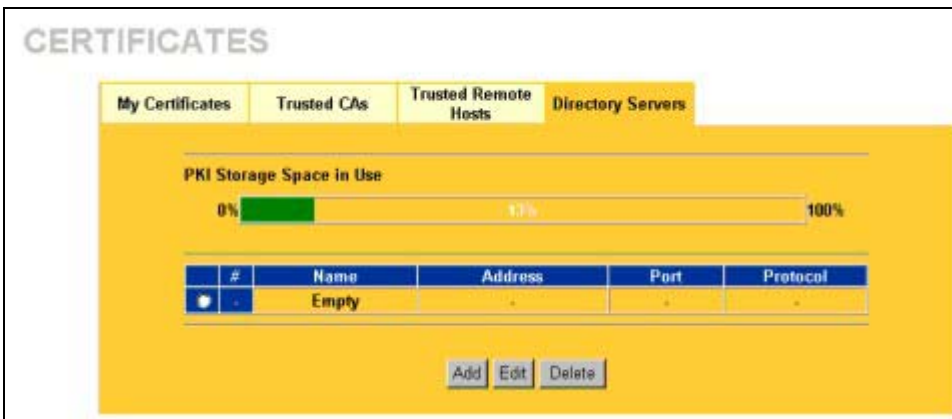 CERTIFICATES
My Certificates Trusted CAs Trusted Remote Hosts Directory Servers
PKI Storage Space in Use
0% 13% 100%
# Name Address Port Protocol
- Empty - - -
Add Edit Delete